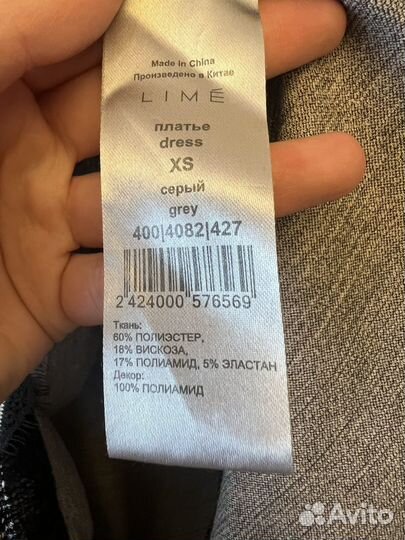 Made in China
Произведено в Китае
LIMÉ
платье
dress
XS
серый
grey
400|4082|427
2 424000 576569
Ткань:
60% ПОЛИЭСТЕР,
18% ВИСКОЗА,
17% ПОЛИАМИД, 5% ЭЛАСТАН
Декор:
100% ПОЛИАМИД
Avito